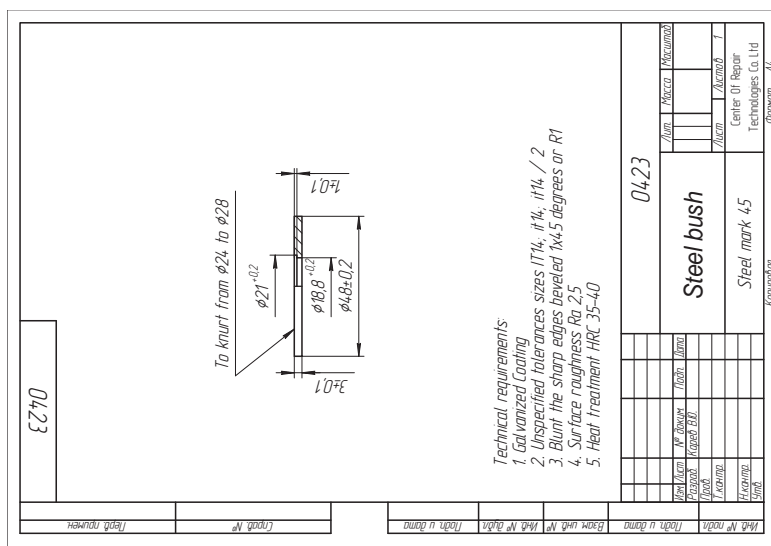 0423
To knurt from ⌀24 to ⌀28
⌀21+0,2
⌀18,8+0,2
⌀48±0,2
3±0,1
1±0,1
Technical requirements:
1. Galvanized Coating
2. Unspecified tolerances sizes IT14; it14; it14 / 2
3. Blunt the sharp edges beveled 1x45 degrees or R1
4. Surface roughness Ra 2,5
5. Heat treatment HRC 35-40
Перв. примен.
Справ. №
Подп. и дата
Инв. № дубл.
Взам. инв. №
Подп. и дата
Инв. № подл.
0423
Изм. Лист № докум. Подп. Дата
Разраб. Карев В.Ю.
Пров.
Т.контр.
Н.контр.
Утв.
Steel bush
Лит. Масса Масштаб
Лист Листов 1
Steel mark 45
Center Of Repair
Technologies Co. Ltd
Копировал
Формат A4